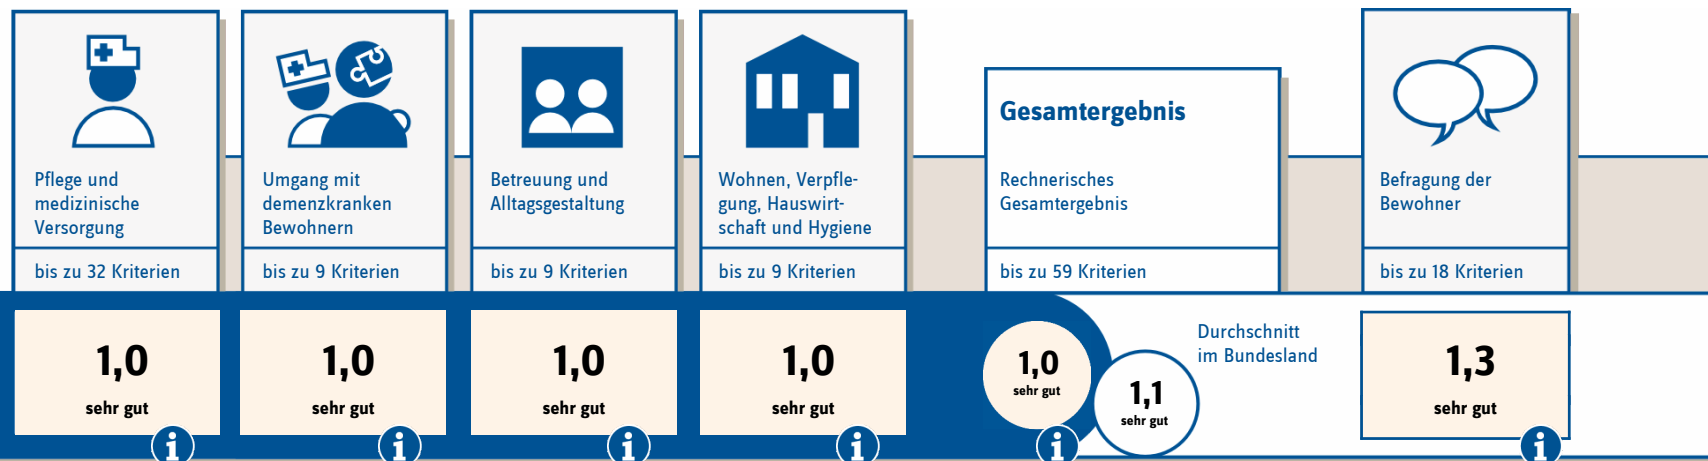 Pflege und
medizinische
Versorgung
bis zu 32 Kriterien
1,0
sehr gut
i
Umgang mit
demenzkranken
Bewohnern
bis zu 9 Kriterien
1,0
sehr gut
i
Betreuung und
Alltagsgestaltung
bis zu 9 Kriterien
1,0
sehr gut
i
Wohnen, Verpfle-
gung, Hauswirt-
schaft und Hygiene
bis zu 9 Kriterien
1,0
sehr gut
i
Gesamtergebnis
Rechnerisches
Gesamtergebnis
bis zu 59 Kriterien
1,0
sehr gut
i
Durchschnitt
im Bundesland
1,1
sehr gut
Befragung der
Bewohner
bis zu 18 Kriterien
1,3
sehr gut
i